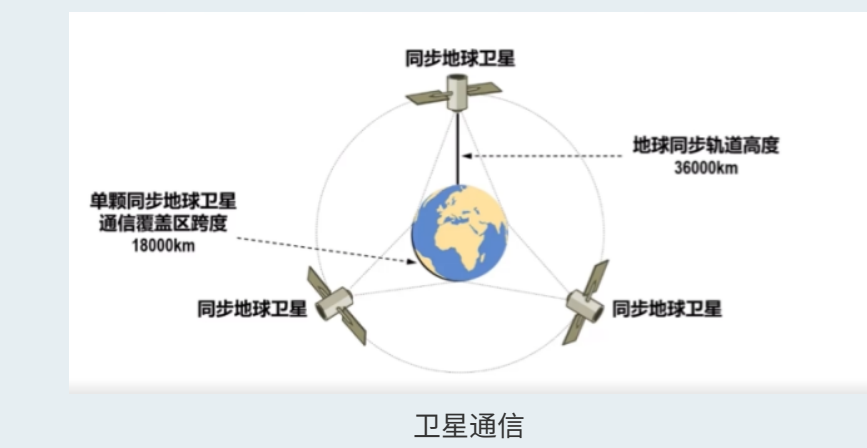 同步地球卫星
地球同步轨道高度
36000km
单颗同步地球卫星
通信覆盖区跨度
18000km
同步地球卫星
同步地球卫星
卫星通信